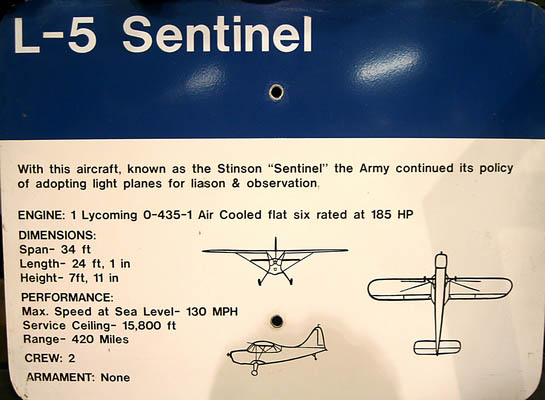 L-5 Sentinel
With this aircraft, known as the Stinson "Sentinel" the Army continued its policy
of adopting light planes for liason & observation.
ENGINE: 1 Lycoming O-435-1 Air Cooled flat six rated at 185 HP
DIMENSIONS:
Span- 34 ft
Length- 24 ft, 1 in
Height- 7ft, 11 in
PERFORMANCE:
Max. Speed at Sea Level- 130 MPH
Service Ceiling- 15,800 ft
Range- 420 Miles
CREW: 2
ARMAMENT: None